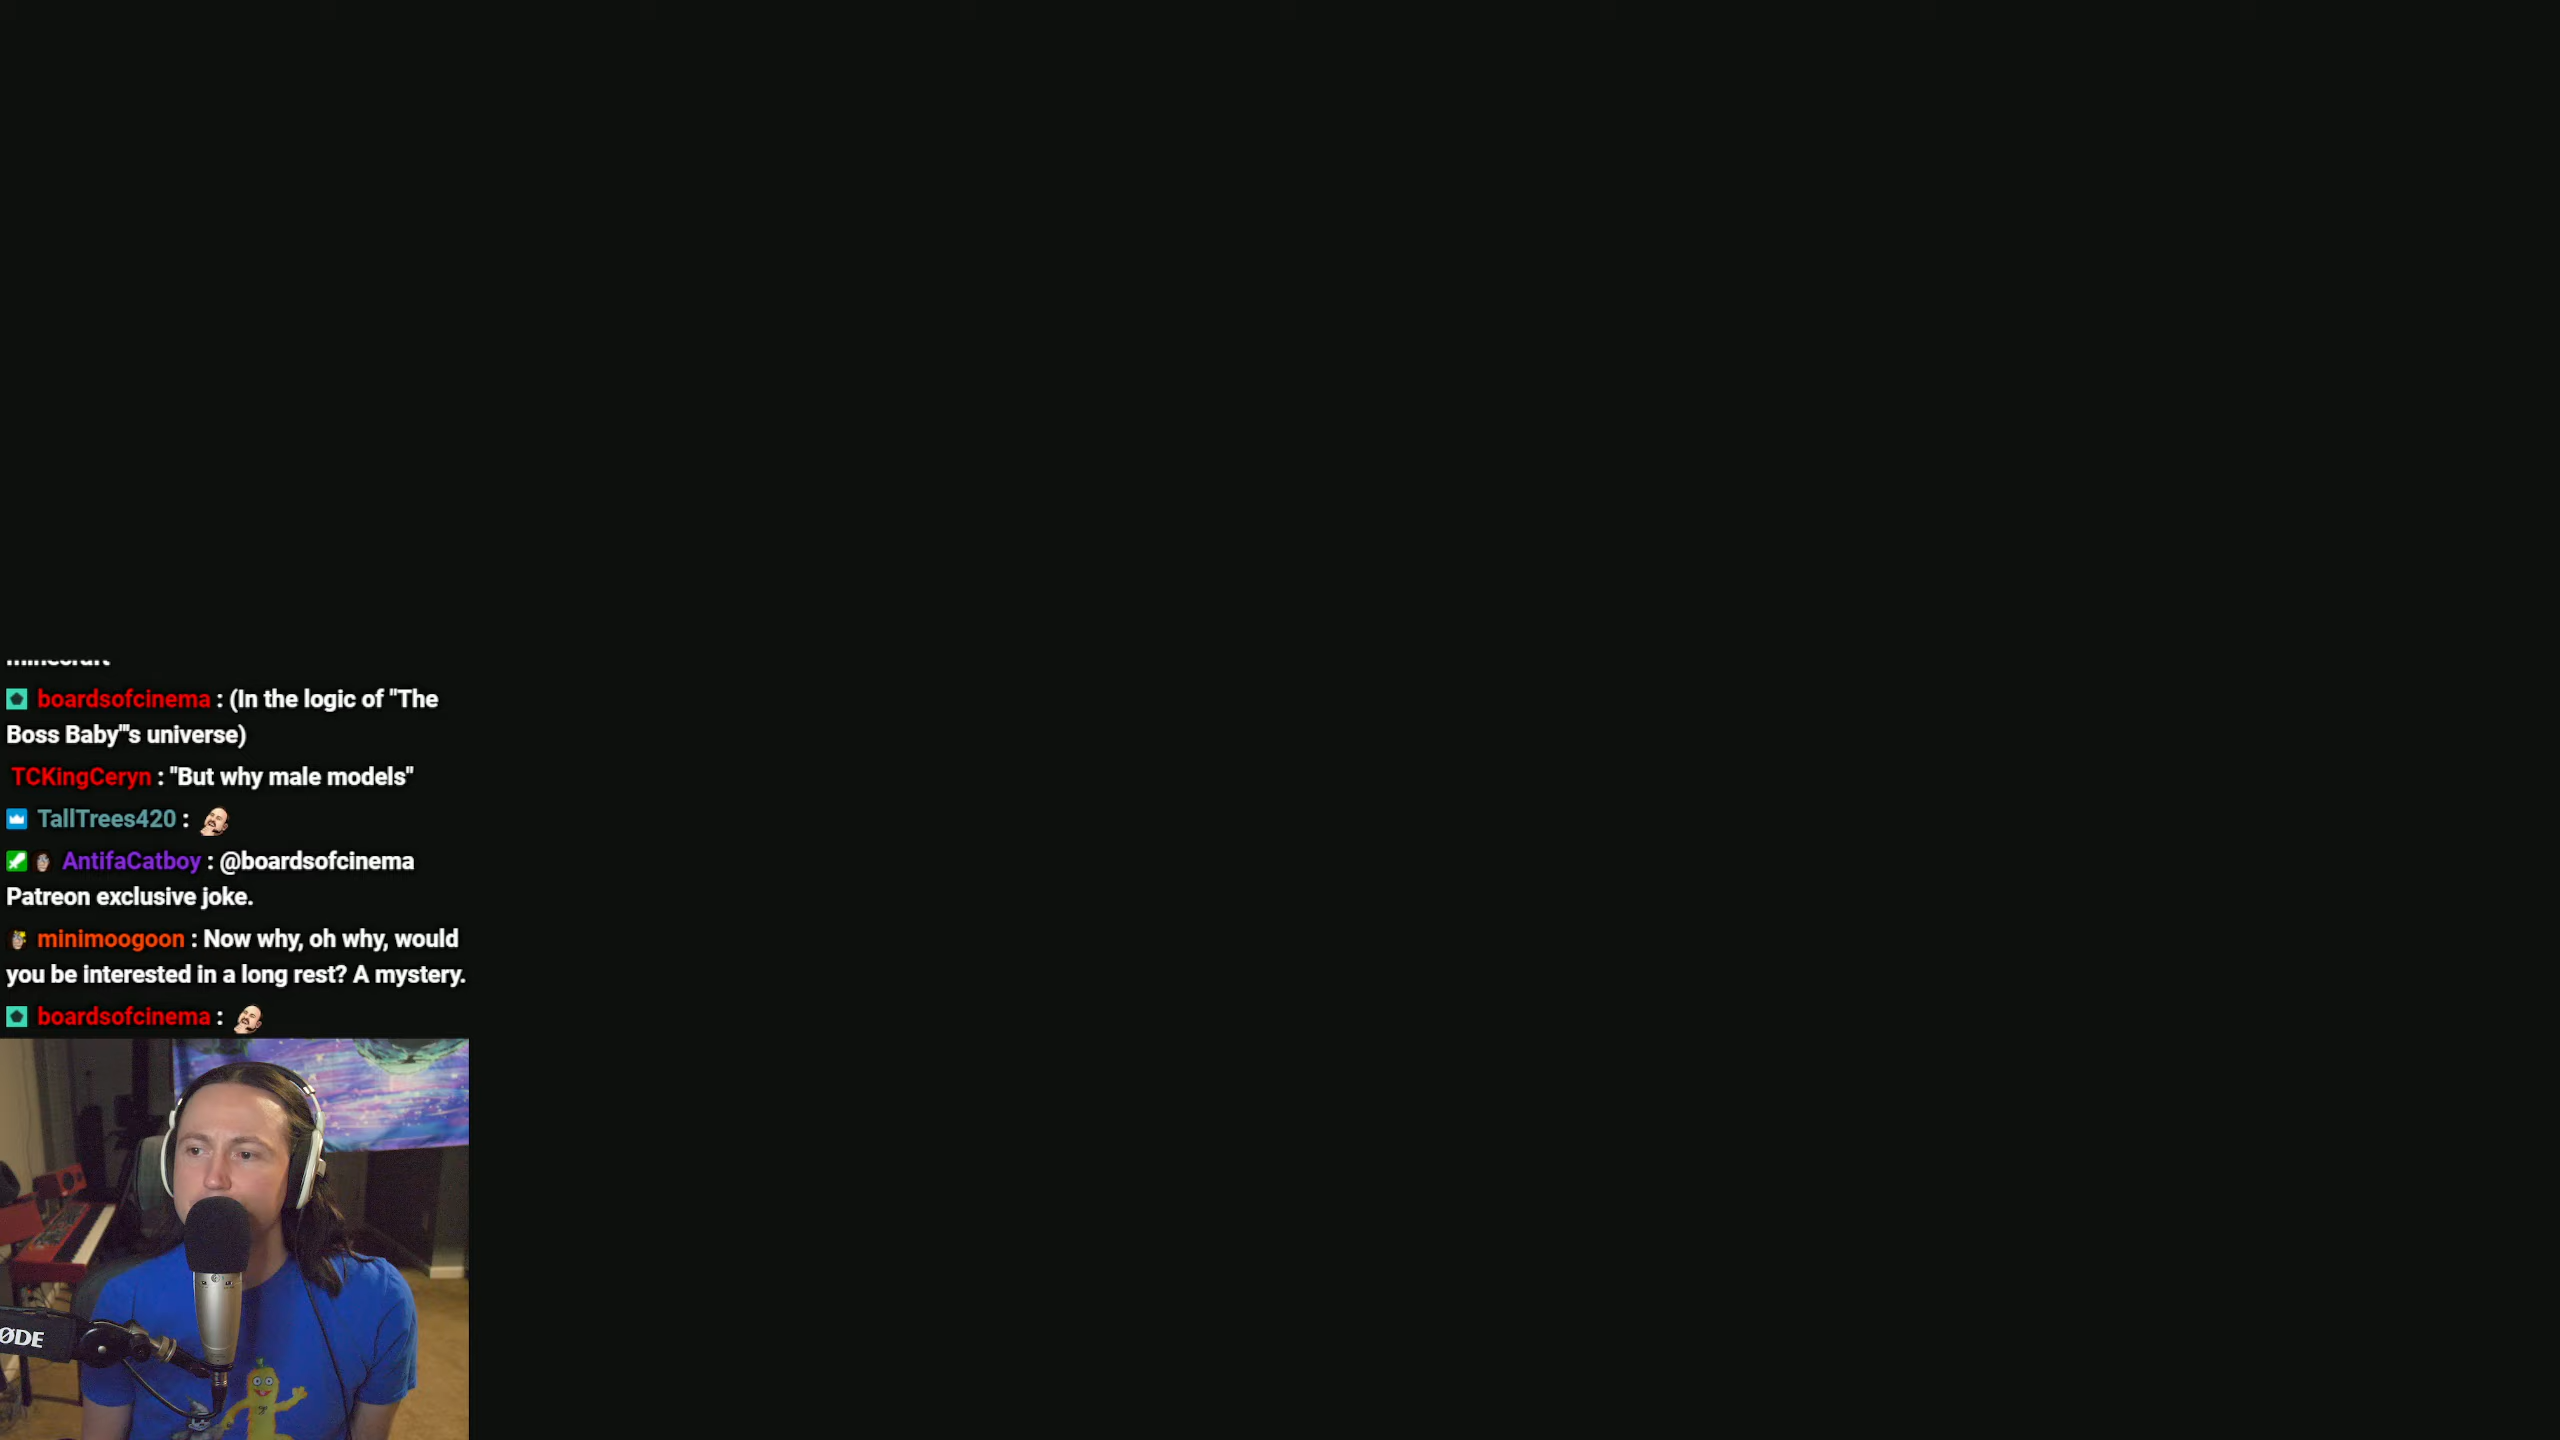 minecraft
boardsofcinema : (In the logic of "The
Boss Baby"'s universe)
TCKingCeryn : "But why male models"
TallTrees420 :
AntifaCatboy : @boardsofcinema
Patreon exclusive joke.
minimoogoon : Now why, oh why, would
you be interested in a long rest? A mystery.
boardsofcinema :
ØDE